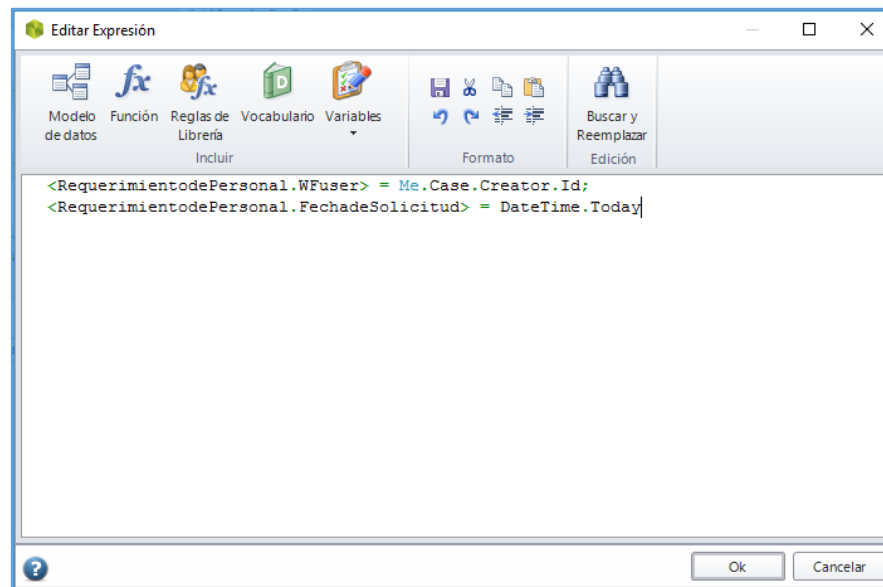 Editar Expresión
Modelo de datos
Función
Reglas de Librería
Vocabulario
Variables
Incluir
Formato
Buscar y Reemplazar
Edición
<RequerimientodePersonal.WFuser> = Me.Case.Creator.Id;
<RequerimientodePersonal.FechadeSolicitud> = DateTime.Today
Ok
Cancelar